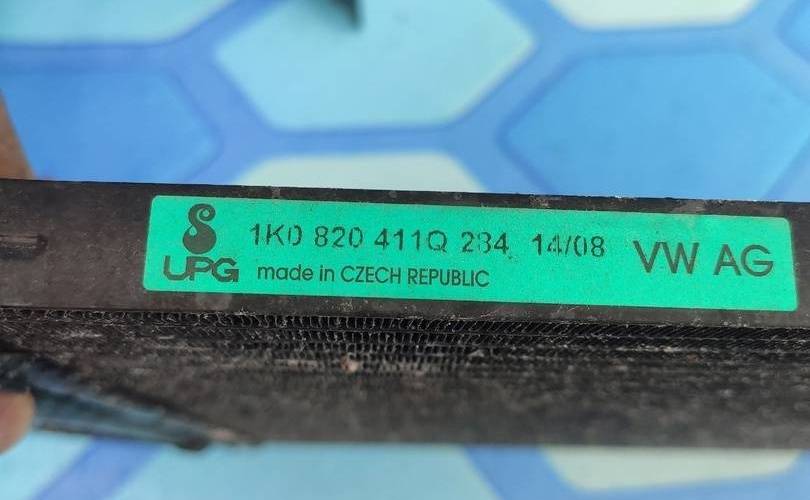 1K0 820 411Q 284 14/08
UPG
made in CZECH REPUBLIC
VW AG